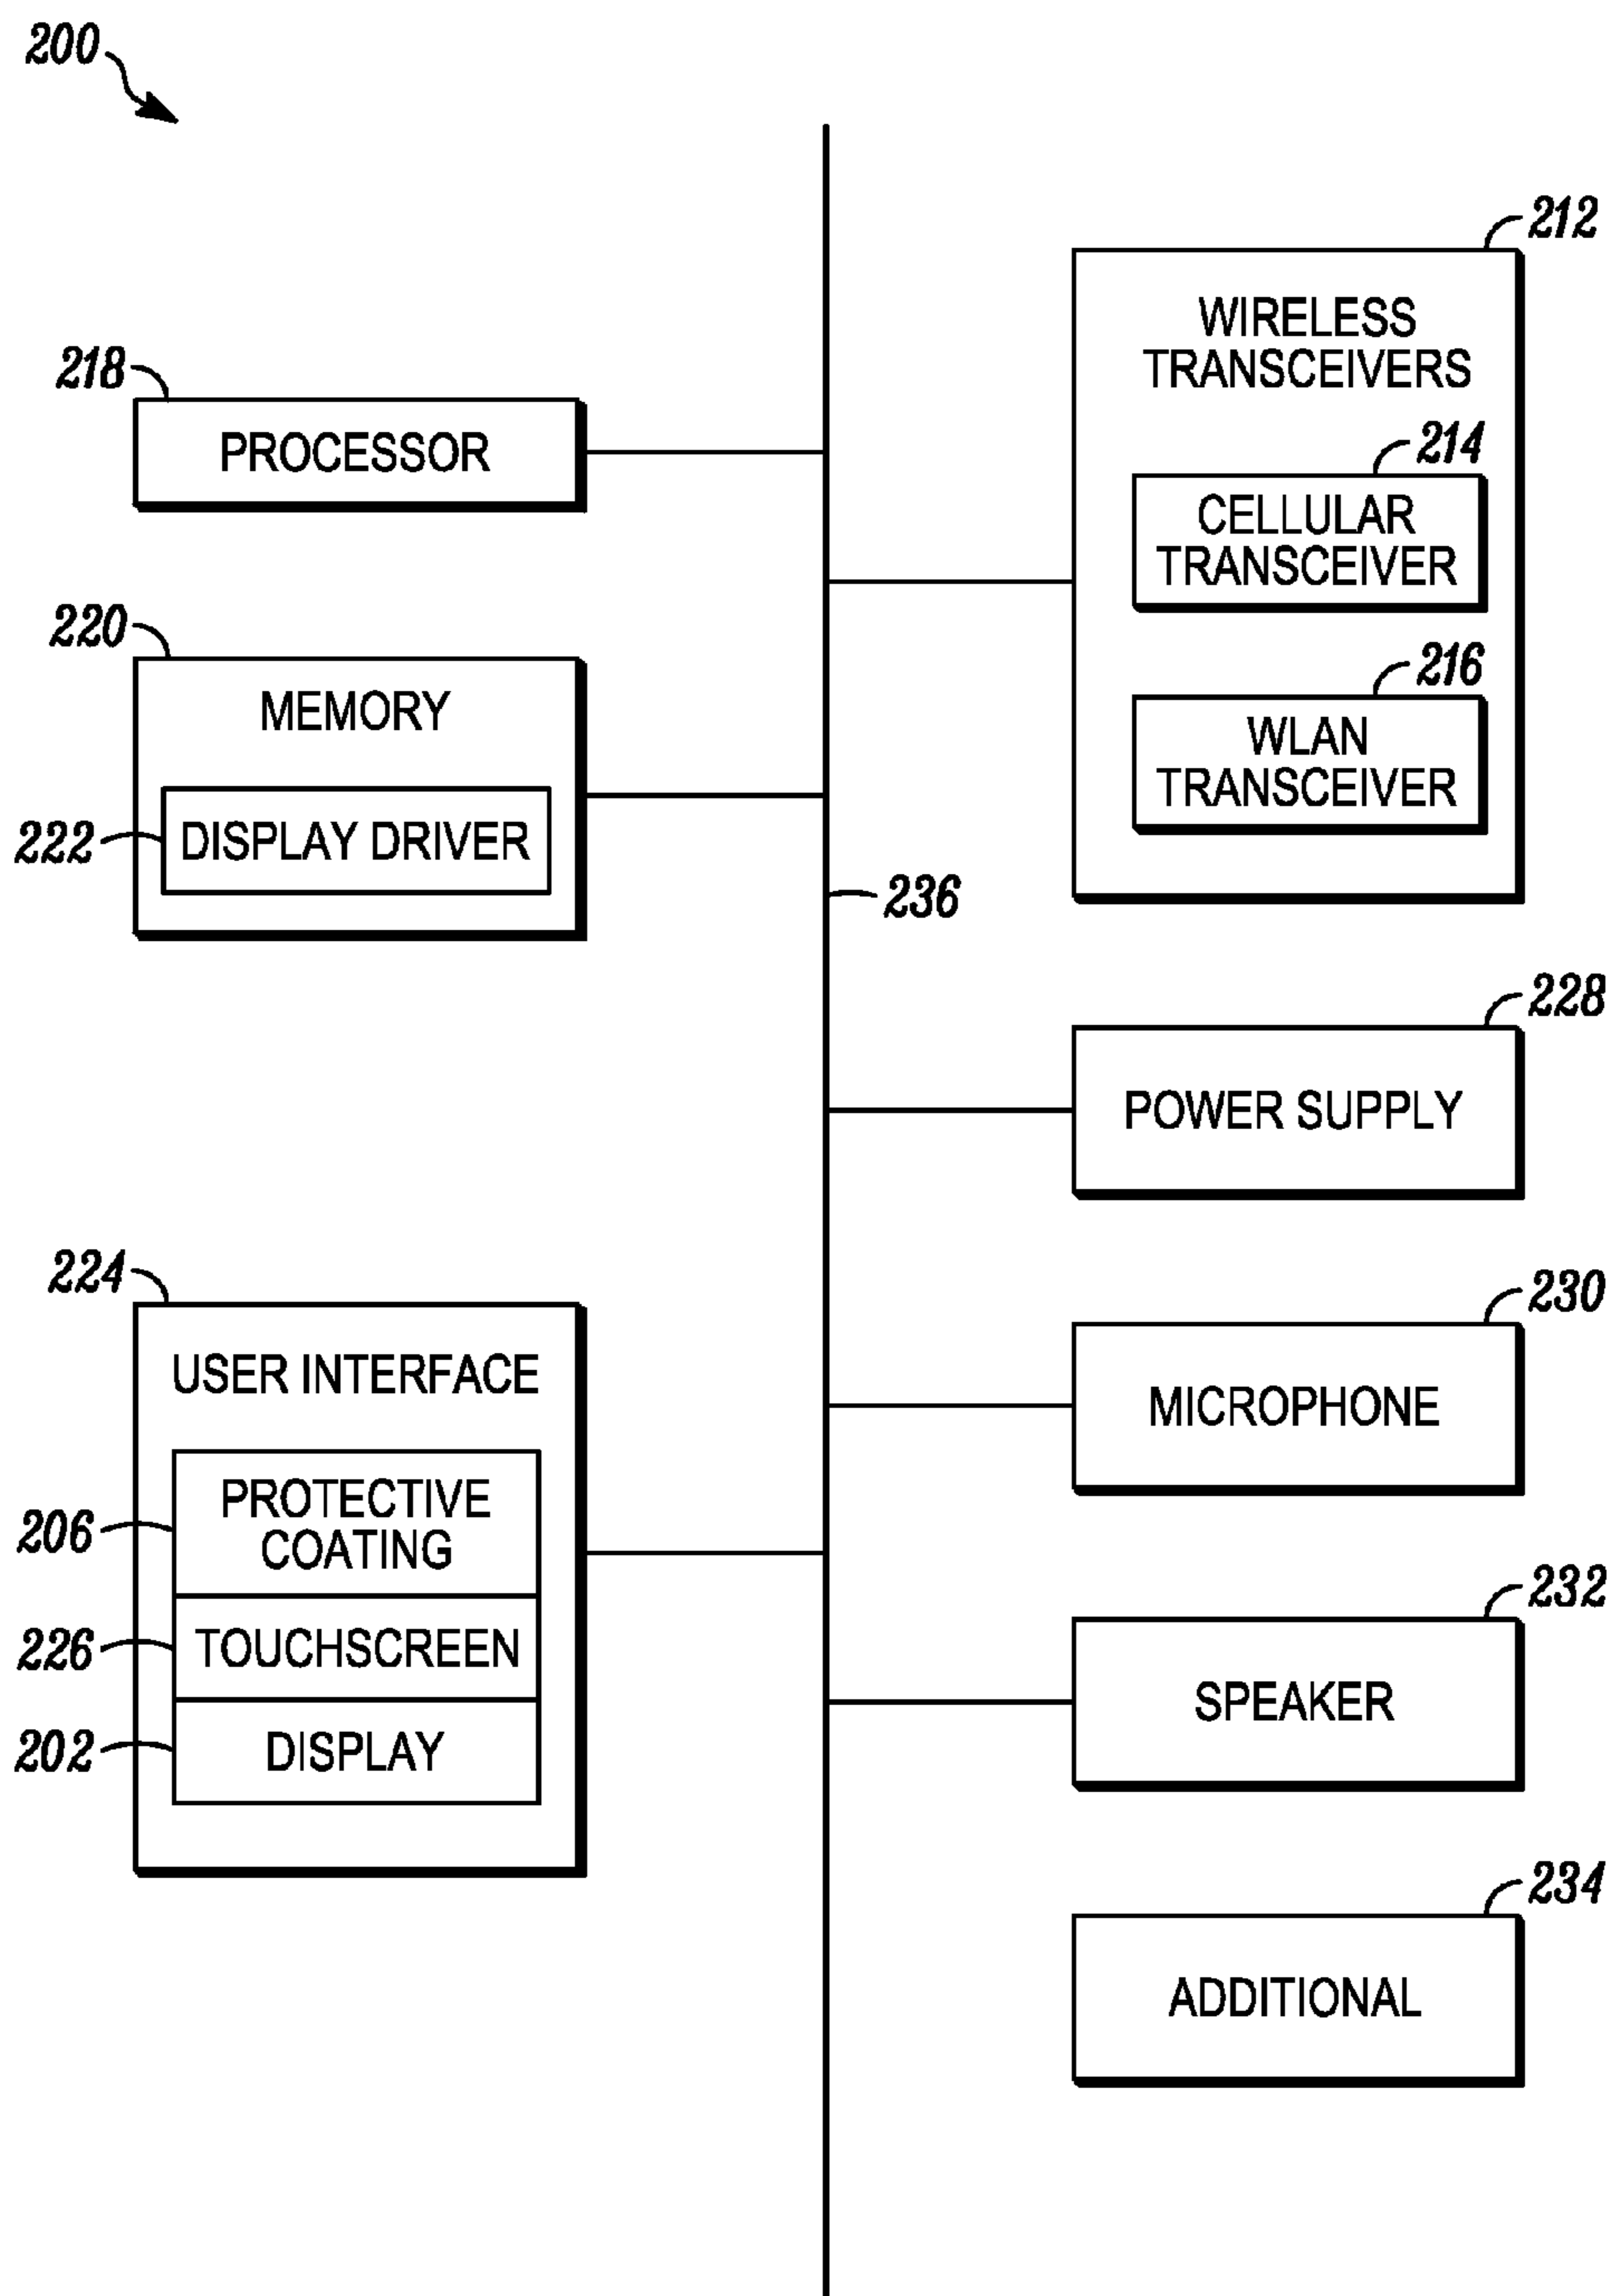 200
212
WIRELESS
TRANSCEIVERS
218
PROCESSOR
214
CELLULAR
TRANSCEIVER
220
MEMORY
216
WLAN
TRANSCEIVER
222
DISPLAY DRIVER
236
228
POWER SUPPLY
224
USER INTERFACE
230
MICROPHONE
206
PROTECTIVE
COATING
226
TOUCHSCREEN
232
SPEAKER
202
DISPLAY
234
ADDITIONAL